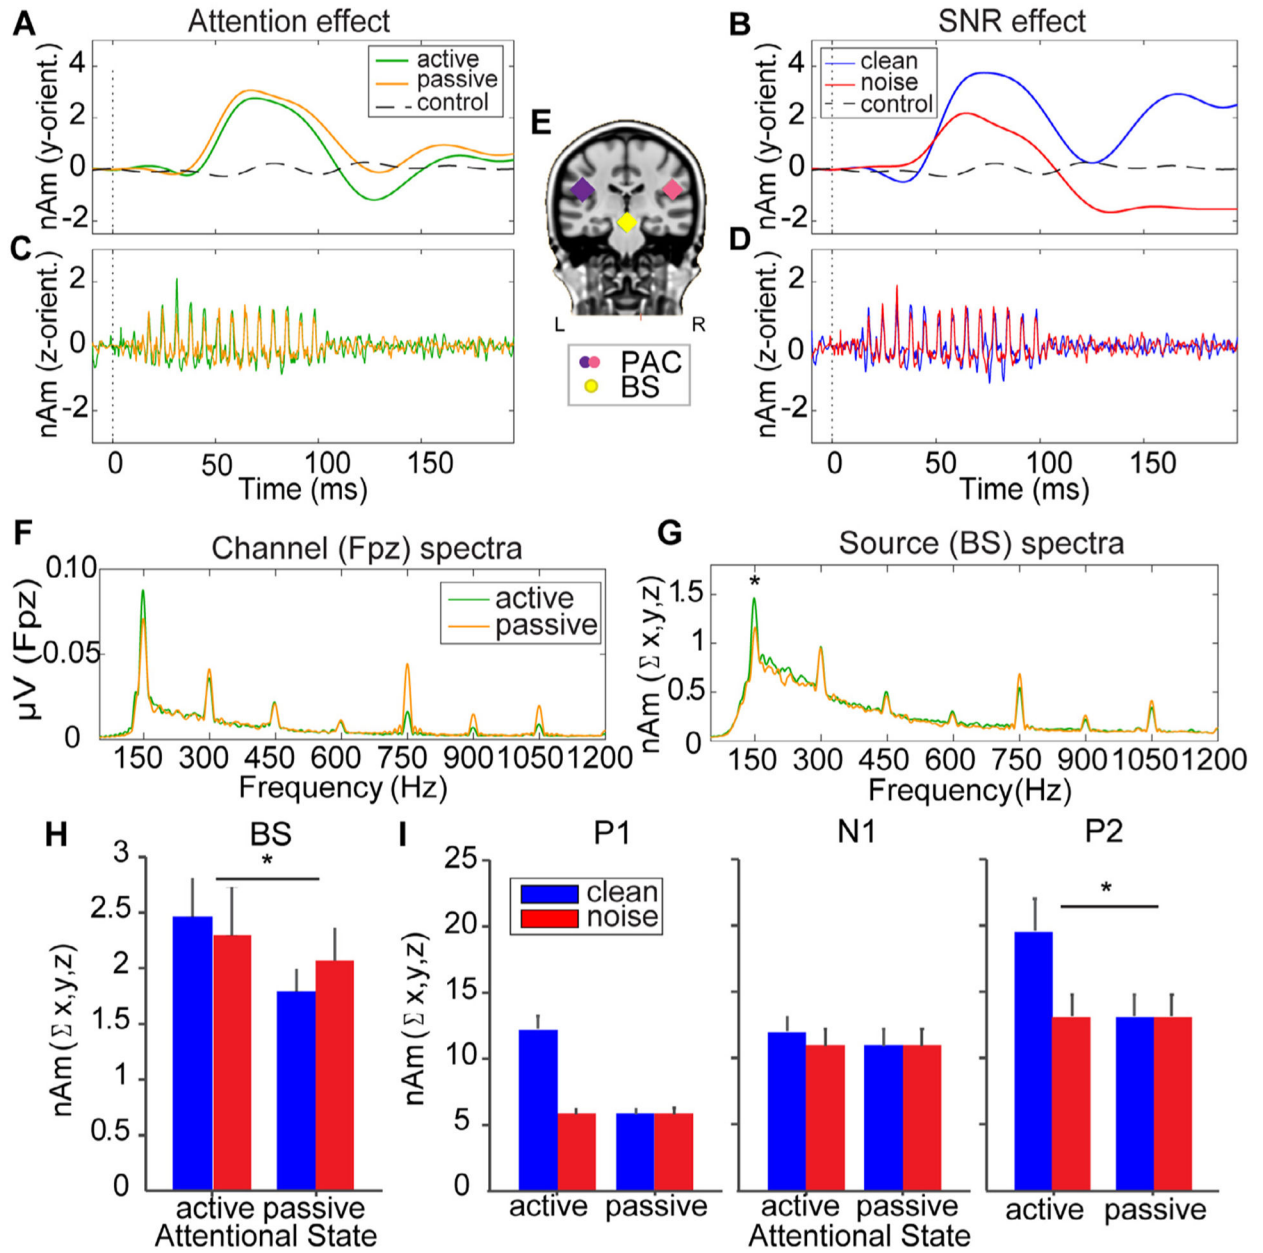 A
Attention effect
nAm (y-orient.)
4
2
0
-2
active
passive
control
B
SNR effect
nAm (y-orient.)
4
2
0
-2
clean
noise
control
C
nAm (z-orient.)
2
0
-2
0 50 100 150
Time (ms)
D
nAm (z-orient.)
2
0
-2
0 50 100 150
Time (ms)
E
L R
PAC
BS
F
Channel (Fpz) spectra
µV (Fpz)
0.10
0.05
0
active
passive
150 300 450 600 750 900 1050 1200
Frequency (Hz)
G
Source (BS) spectra
nAm (Σ x,y,z)
1.5
1
0.5
0
*
150 300 450 600 750 900 1050 1200
Frequency(Hz)
H
BS
*
nAm (Σ x,y,z)
3
2.5
2
1.5
1
0.5
0
active passive
Attentional State
I
P1
nAm (Σ x,y,z)
25
20
15
10
5
0
clean
noise
active passive
N1
active passive
Attentional State
P2
*
active passive